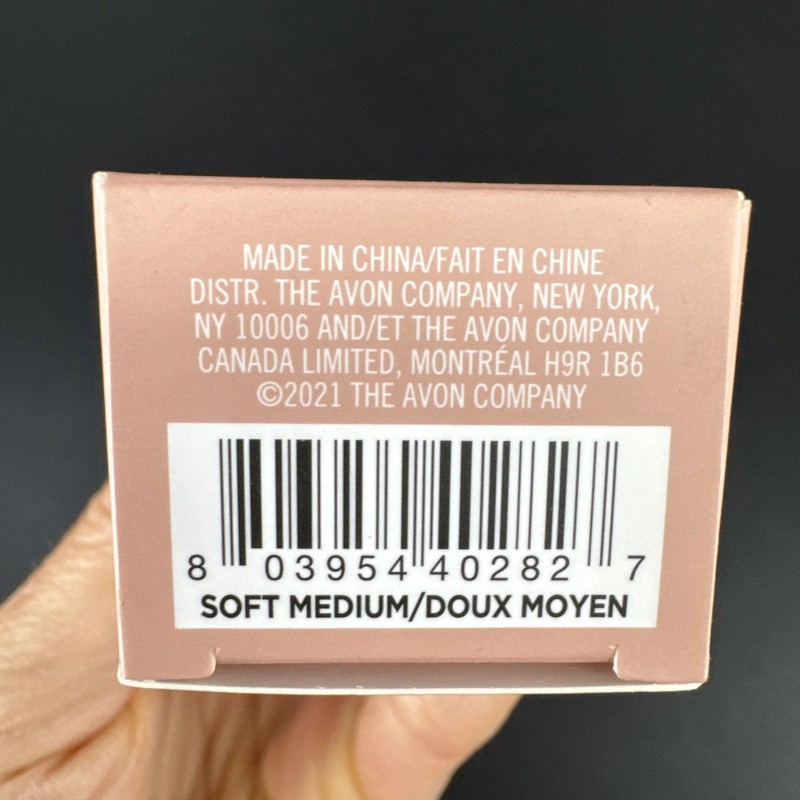 MADE IN CHINA/FAIT EN CHINE
DISTR. THE AVON COMPANY, NEW YORK,
NY 10006 AND/ET THE AVON COMPANY
CANADA LIMITED, MONTRÉAL H9R 1B6
©2021 THE AVON COMPANY
8 03954 40282 7
SOFT MEDIUM/DOUX MOYEN